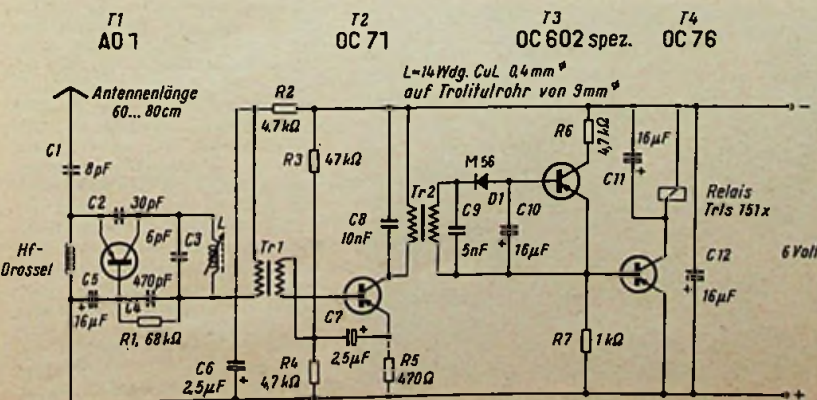 T1
AO1
T2
OC 71
T3
OC 602 spez.
T4
OC 76
L=14 Wdg. CuL 0,4mm ø
auf Trolitulrohr von 9mm ø
Antennenlänge
60... 80cm
C1
8pF
C2
30pF
6pF
C3
L
Hf-
Drossel
C5
16µF
470pF
C4
R1, 68kΩ
R2
4,7kΩ
R3
47kΩ
Tr1
C6
2,5µF
R4
4,7kΩ
C7
2,5µF
R5
470Ω
C8
10nF
Tr2
C9
5nF
M 56
D1
C10
16µF
R6
4,7kΩ
R7
1kΩ
16µF
C11
Relais
Trls 151x
C12
16µF
6 Volt
-
+